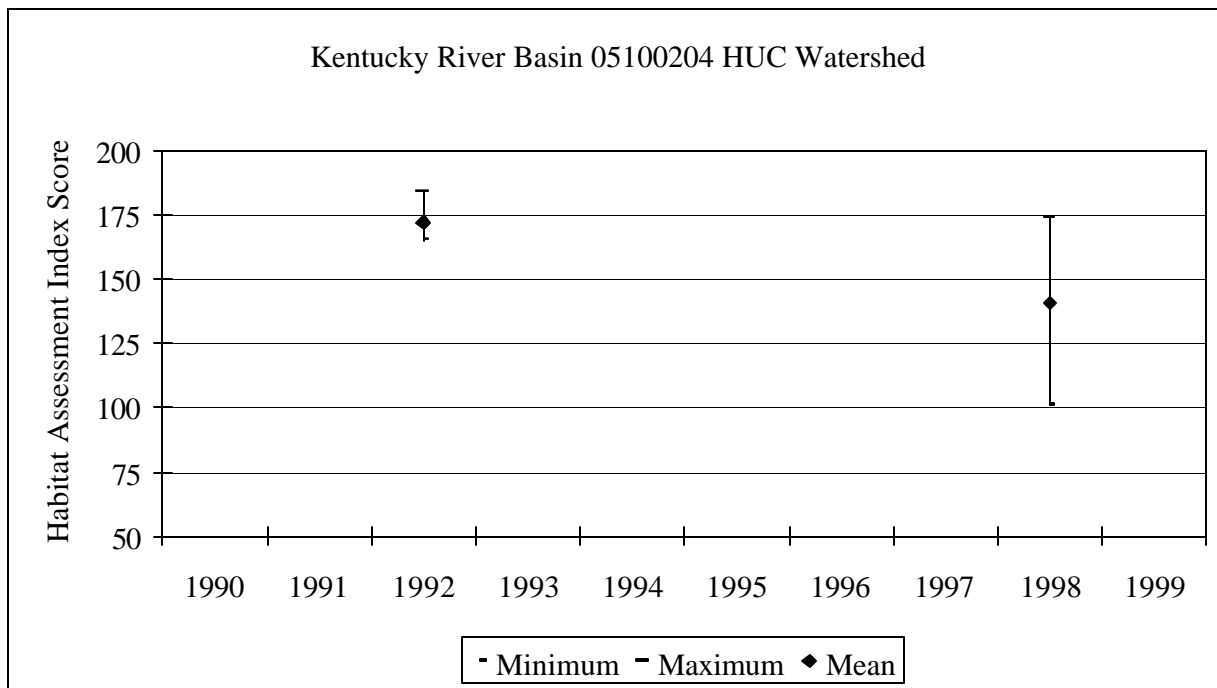 Kentucky River Basin 05100204 HUC Watershed
Habitat Assessment Index Score
200
175
150
125
100
75
50
1990 1991 1992 1993 1994 1995 1996 1997 1998 1999
Minimum Maximum Mean